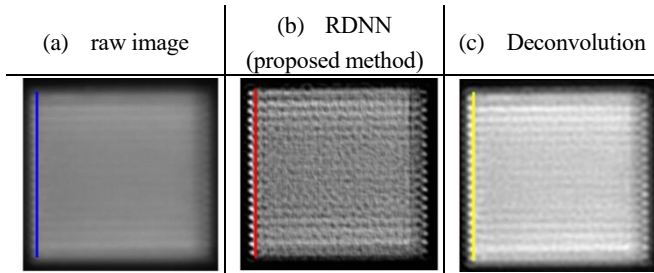 (a) raw image
(b) RDNN
(proposed method)
(c) Deconvolution